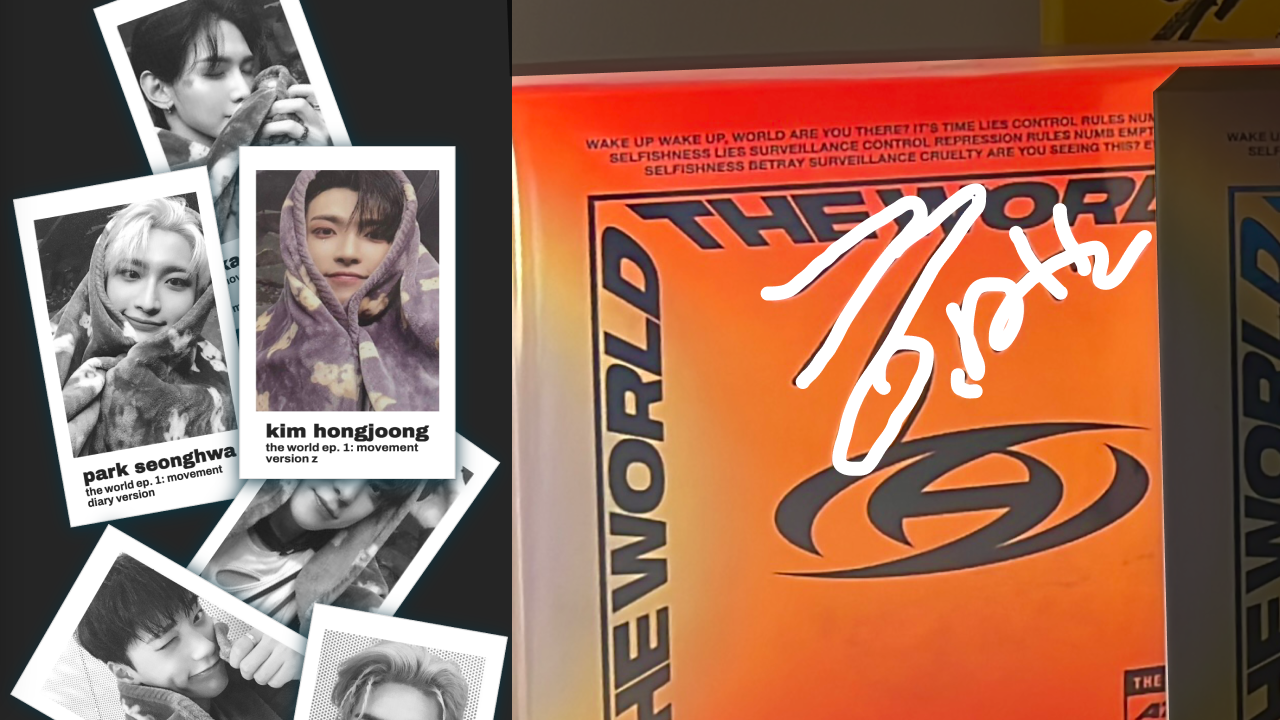 kim hongjoong
the world ep. 1: movement
version z
park seonghwa
the world ep. 1: movement
diary version
WAKE UP WAKE UP, WORLD ARE YOU THERE? IT'S TIME LIES CONTROL RULES NUM
SELFISHNESS LIES SURVEILLANCE CONTROL REPRESSION RULES NUMB EMPT
SELFISHNESS BETRAY SURVEILLANCE CRUELTY ARE YOU SEEING THIS?
THE WORLD
THE WORLD
THE
WAKE U